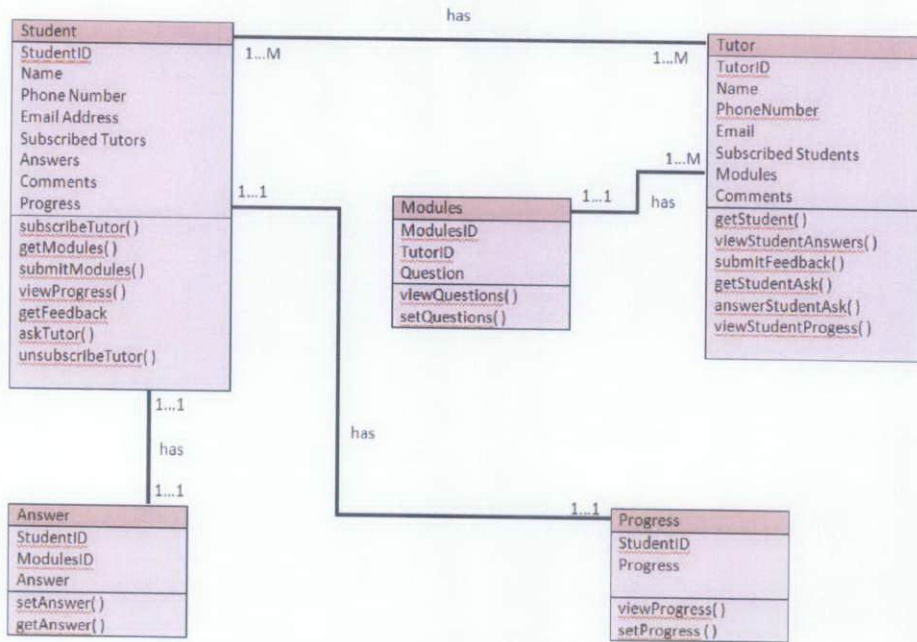 has
Student
StudentID
Name
Phone Number
Email Address
Subscribed Tutors
Answers
Comments
Progress
subscribeTutor()
getModules()
submitModules()
viewProgress()
getFeedback
askTutor()
unsubscribeTutor()
1...M
1...M
Tutor
TutorID
Name
PhoneNumber
Email
Subscribed Students
Modules
Comments
getStudent()
viewStudentAnswers()
submitFeedback()
getStudentAsk()
answerStudentAsk()
viewStudentProgess()
1...M
1...1
has
Modules
ModulesID
TutorID
Question
viewQuestions()
setQuestions()
1...1
has
1...1
1...1
has
1...1
Answer
StudentID
ModulesID
Answer
setAnswer()
getAnswer()
Progress
StudentID
Progress
viewProgress()
setProgress ()